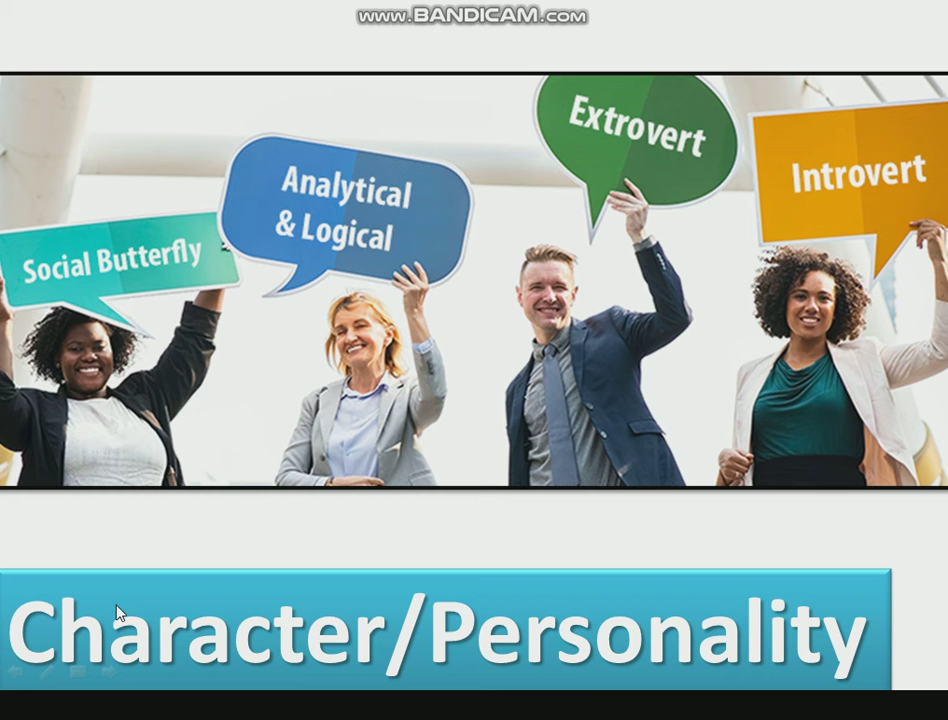 www.BANDICAM.com
Social Butterfly
Analytical
& Logical
Extrovert
Introvert
Character/Personality